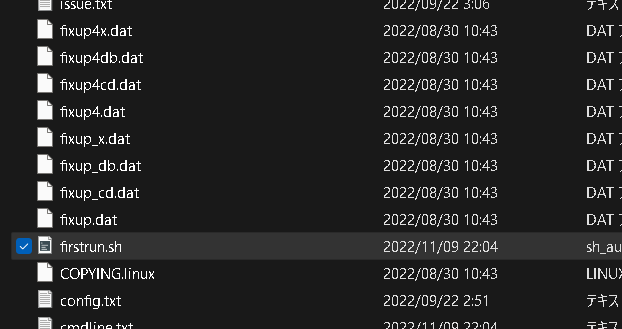 issue.txt 2022/09/22 3:06 テキス
fixup4x.dat 2022/08/30 10:43 DAT フ
fixup4db.dat 2022/08/30 10:43 DAT フ
fixup4cd.dat 2022/08/30 10:43 DAT フ
fixup4.dat 2022/08/30 10:43 DAT フ
fixup_x.dat 2022/08/30 10:43 DAT フ
fixup_db.dat 2022/08/30 10:43 DAT フ
fixup_cd.dat 2022/08/30 10:43 DAT フ
fixup.dat 2022/08/30 10:43 DAT フ
firstrun.sh 2022/11/09 22:04 sh_au
COPYING.linux 2022/08/30 10:43 LINUX
config.txt 2022/09/22 2:51 テキス
cmdline.txt 2022/11/09 22:04 テキス